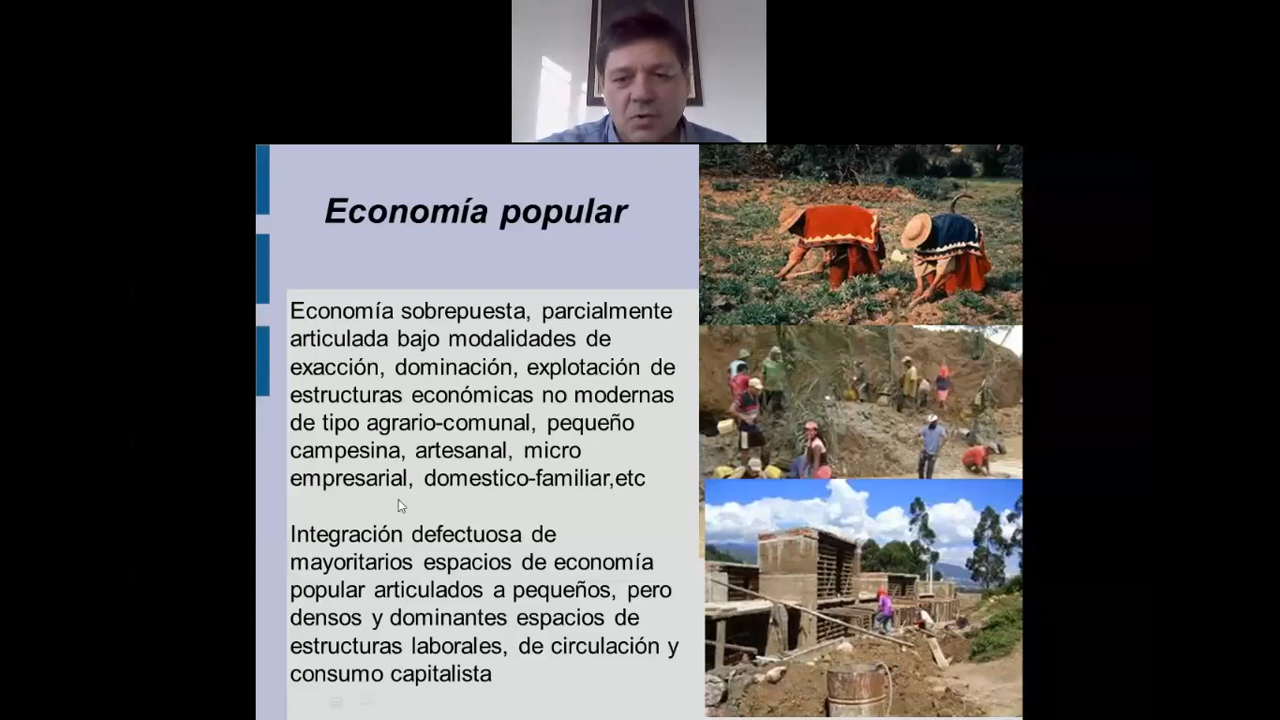 Economía popular
Economía sobrepuesta, parcialmente
articulada bajo modalidades de
exacción, dominación, explotación de
estructuras económicas no modernas
de tipo agrario-comunal, pequeño
campesina, artesanal, micro
empresarial, domestico-familiar,etc
Integración defectuosa de
mayoritarios espacios de economía
popular articulados a pequeños, pero
densos y dominantes espacios de
estructuras laborales, de circulación y
consumo capitalista